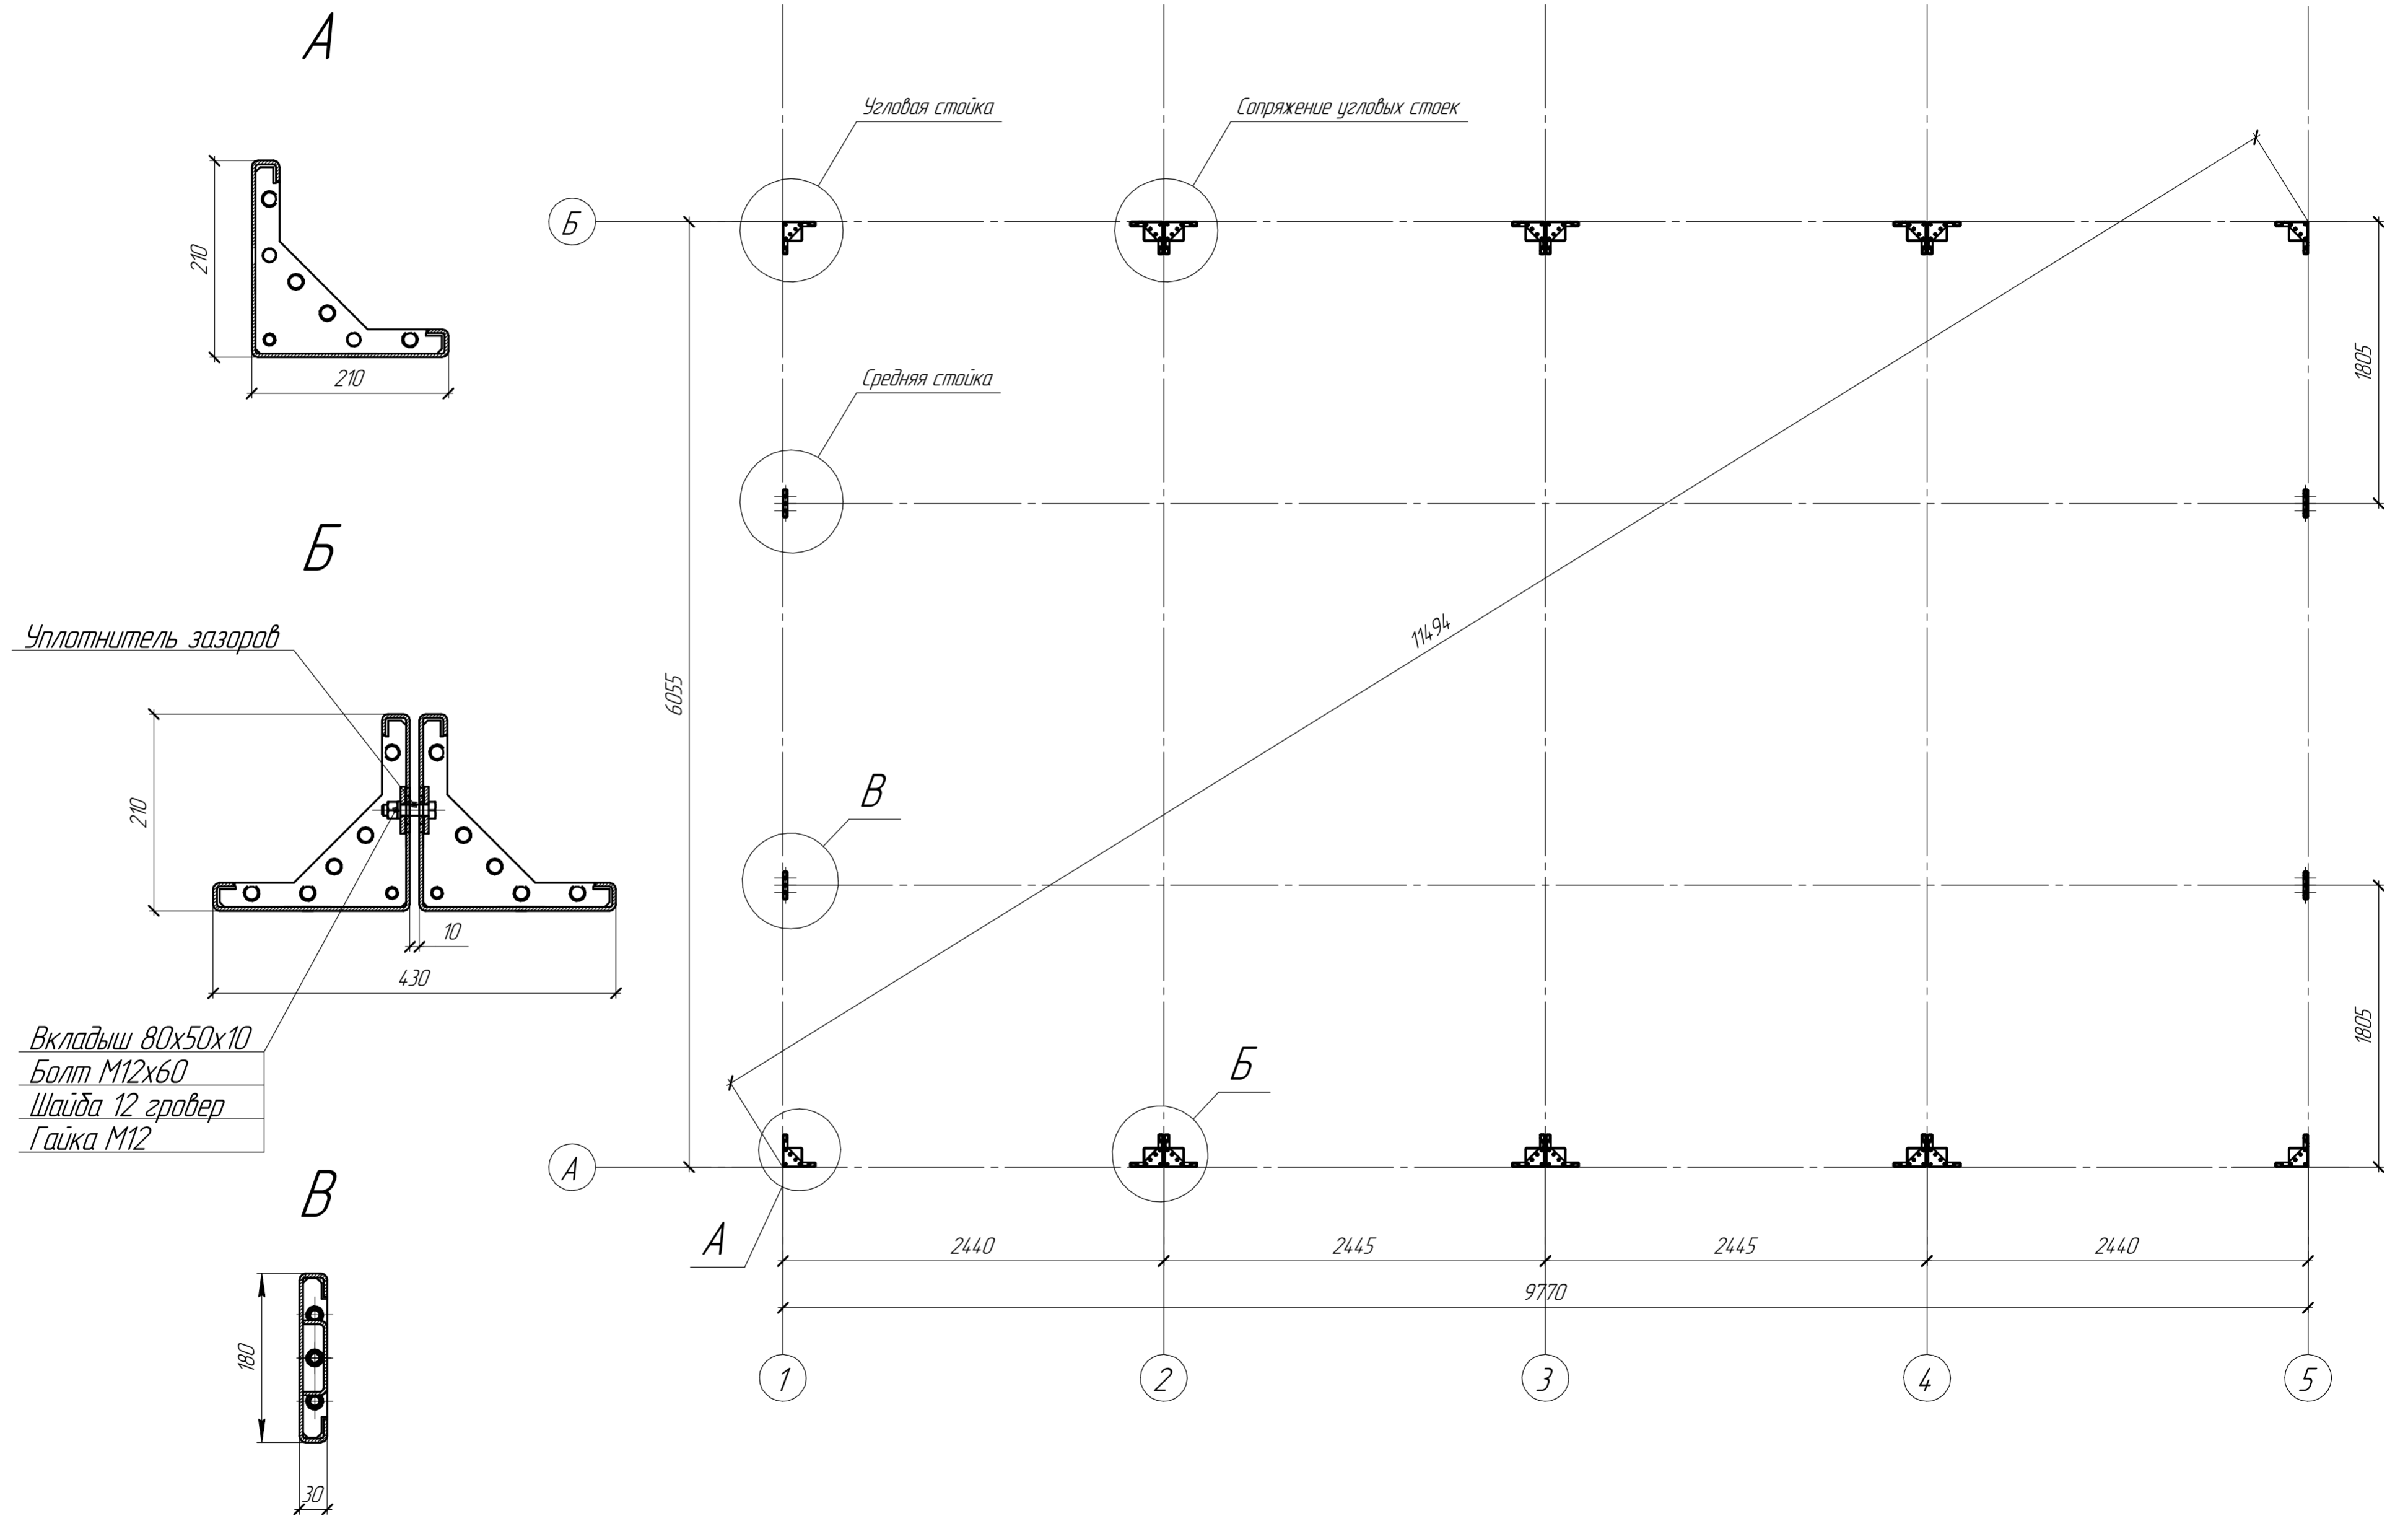 А
210
210
Б
Уплотнитель зазоров
210
10
430
Вкладыш 80х50х10
Болт М12х60
Шайба 12 гровер
Гайка М12
В
180
30
Угловая стойка
Сопряжение угловых стоек
Б
Средняя стойка
1805
11494
6055
В
1805
Б
А
А
2440
2445
2445
2440
9770
1
2
3
4
5